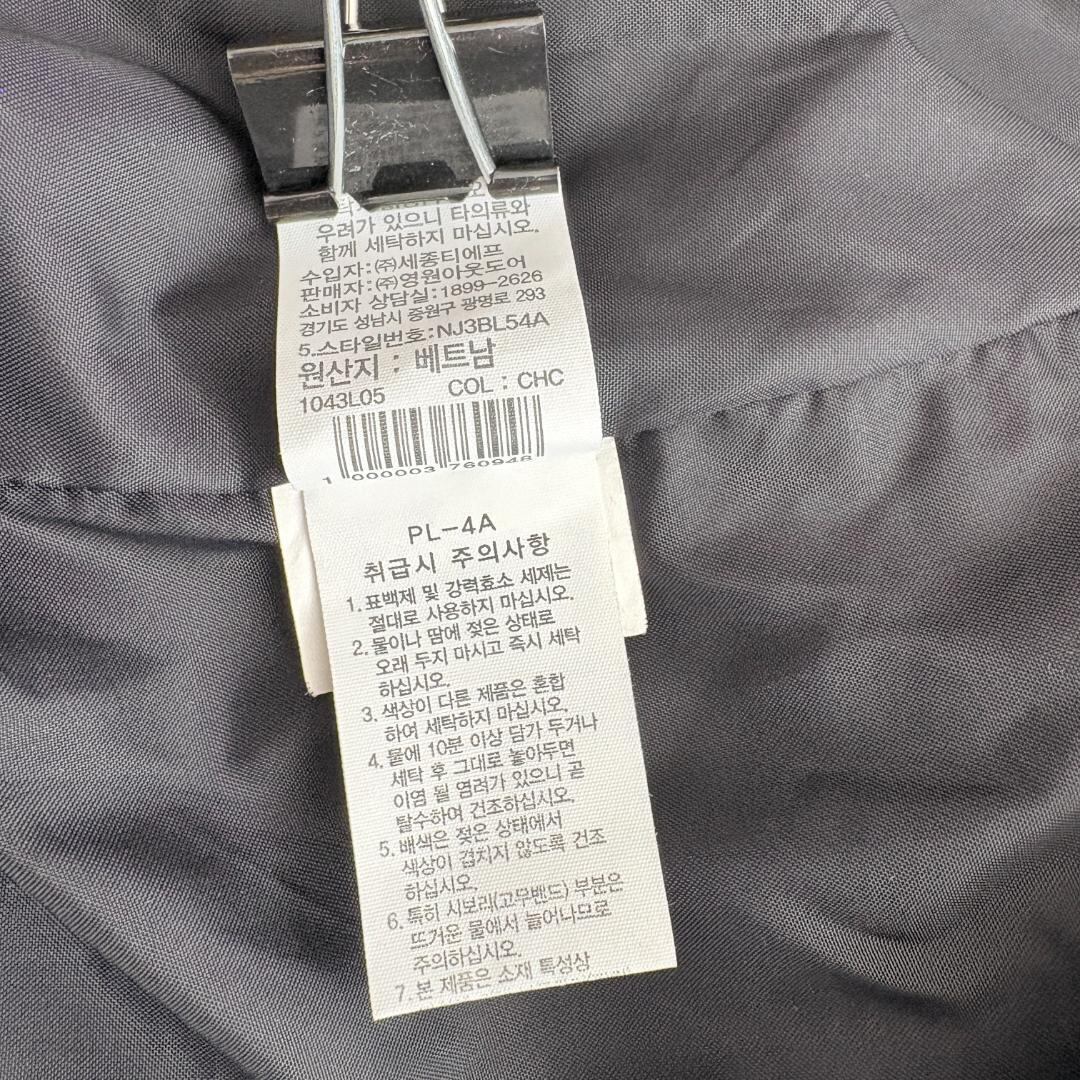 우려가 있으니 타의류와
함께 세탁하지 마십시오.
수입자:㈜세종티에프
판매자:㈜영원아웃도어
소비자 상담실:1899-2626
경기도 성남시 중원구 광명로 293
5.스타일번호:NJ3BL54A
원산지 : 베트남
1043L05 COL : CHC
1 000003 760948
PL-4A
취급시 주의사항
1. 표백제 및 강력효소 세제는
절대로 사용하지 마십시오.
2. 물이나 땀에 젖은 상태로
오래 두지 마시고 즉시 세탁
하십시오.
3. 색상이 다른 제품은 혼합
하여 세탁하지 마십시오.
4. 물에 10분 이상 담가 두거나
세탁 후 그대로 놓아두면
이염 될 염려가 있으니 곧
탈수하여 건조하십시오.
5. 배색은 젖은 상태에서
색상이 겹치지 않도록 건조
하십시오.
6. 특히 시보리(고무밴드) 부분은
뜨거운 물에서 늘어나므로
주의하십시오.
7. 본 제품은 소재 특성상